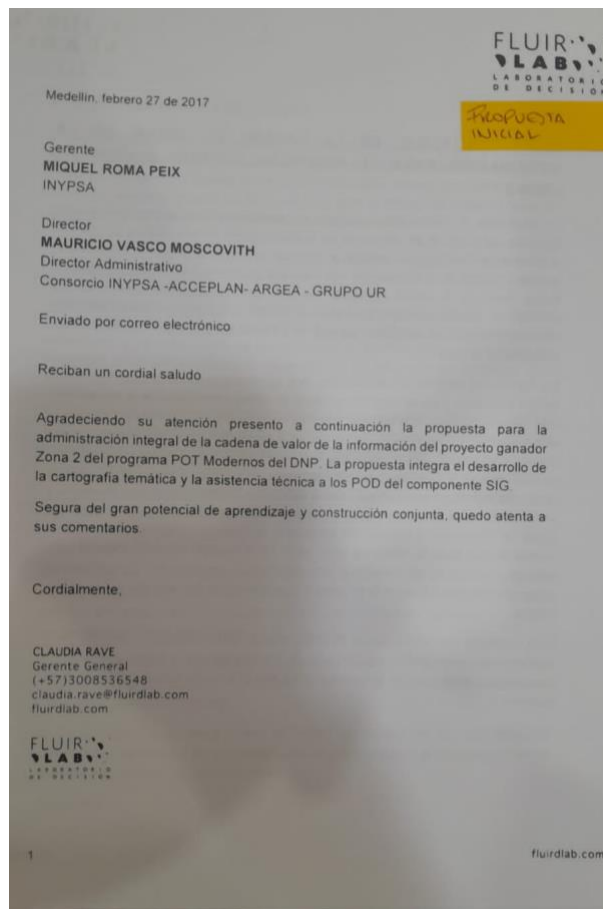 FLUIR
LAB
LABORATORIO
DE DECISIÓN
PROPUESTA
INICIAL
Medellín, febrero 27 de 2017
Gerente
MIQUEL ROMA PEIX
INYPSA
Director
MAURICIO VASCO MOSCOVITH
Director Administrativo
Consorcio INYPSA -ACCEPLAN- ARGEA - GRUPO UR
Enviado por correo electrónico
Reciban un cordial saludo
Agradeciendo su atención presento a continuación la propuesta para la
administración integral de la cadena de valor de la información del proyecto ganador
Zona 2 del programa POT Modernos del DNP. La propuesta integra el desarrollo de
la cartografía temática y la asistencia técnica a los POD del componente SIG.
Segura del gran potencial de aprendizaje y construcción conjunta, quedo atenta a
sus comentarios.
Cordialmente,
CLAUDIA RAVE
Gerente General
(+57)3008536548
claudia.rave@fluirdlab.com
fluirdlab.com
FLUIR
LAB
LABORATORIO
DE DECISIÓN
1
fluirdlab.com